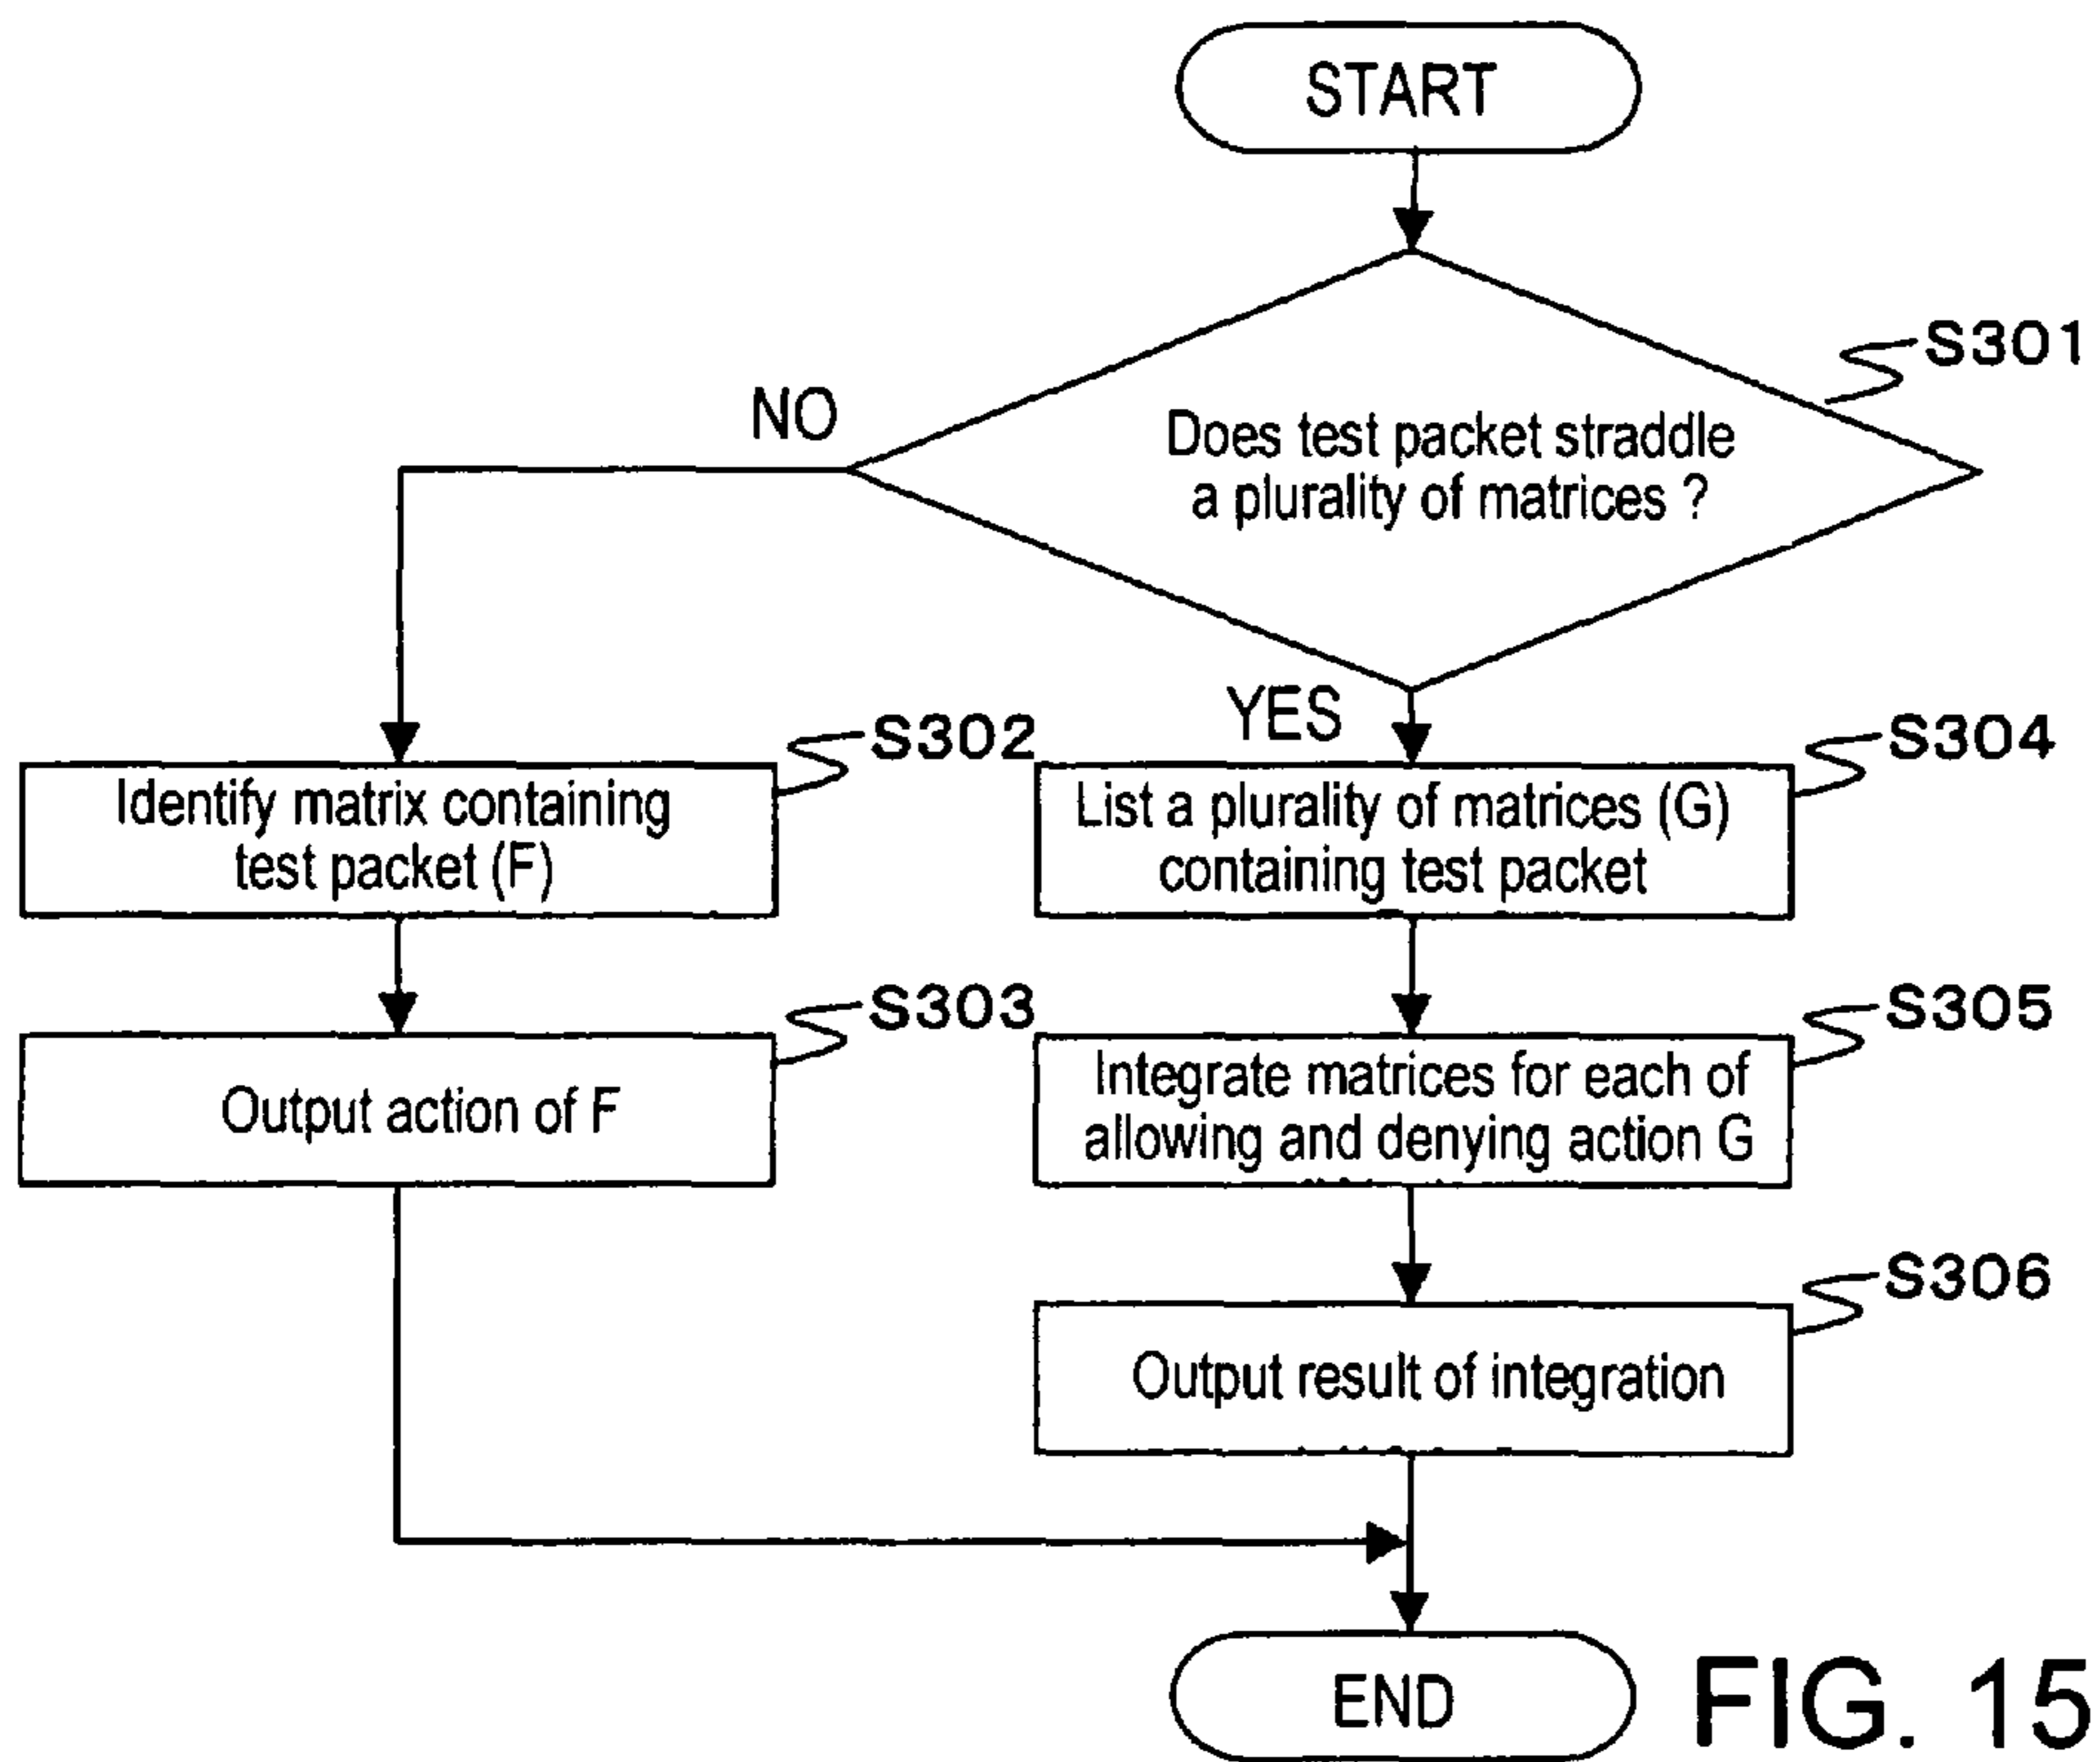 START
S301
NO
Does test packet straddle
a plurality of matrices ?
YES
S302
Identify matrix containing
test packet (F)
S304
List a plurality of matrices (G)
containing test packet
S303
Output action of F
S305
Integrate matrices for each of
allowing and denying action G
S306
Output result of integration
END
FIG. 15